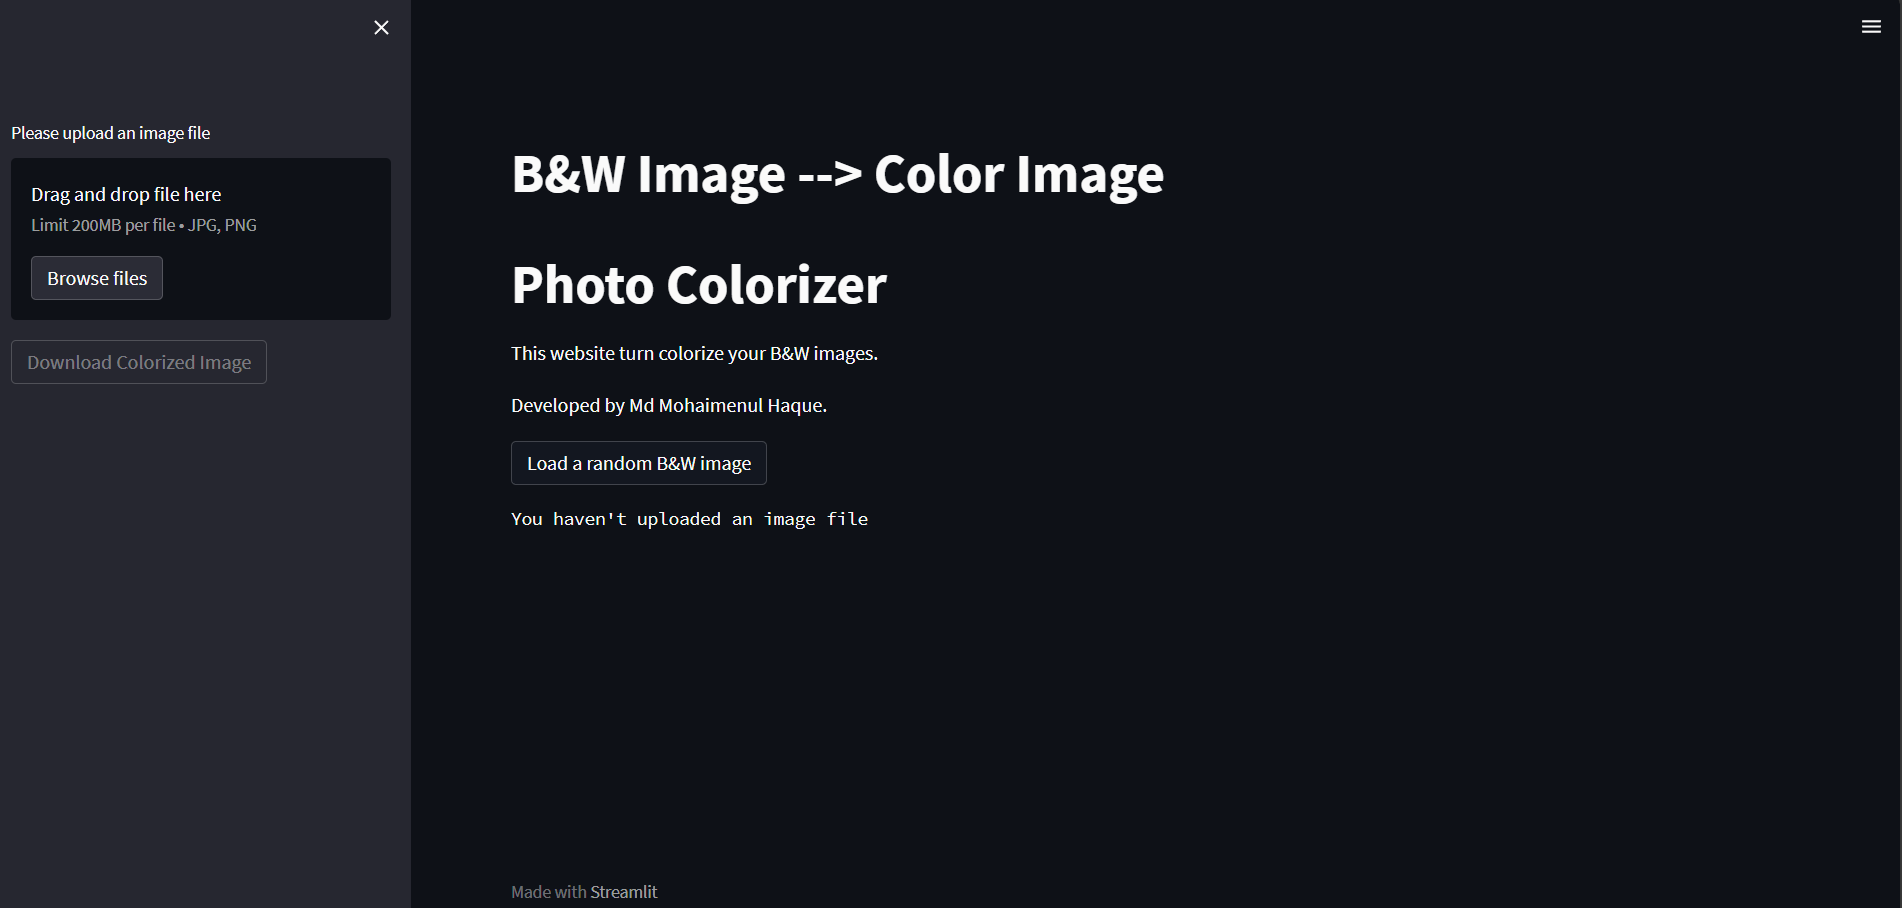 Please upload an image file
Drag and drop file here
Limit 200MB per file • JPG, PNG
Browse files
Download Colorized Image
B&W Image --> Color Image
Photo Colorizer
This website turn colorize your B&W images.
Developed by Md Mohaimenul Haque.
Load a random B&W image
You haven't uploaded an image file
Made with Streamlit